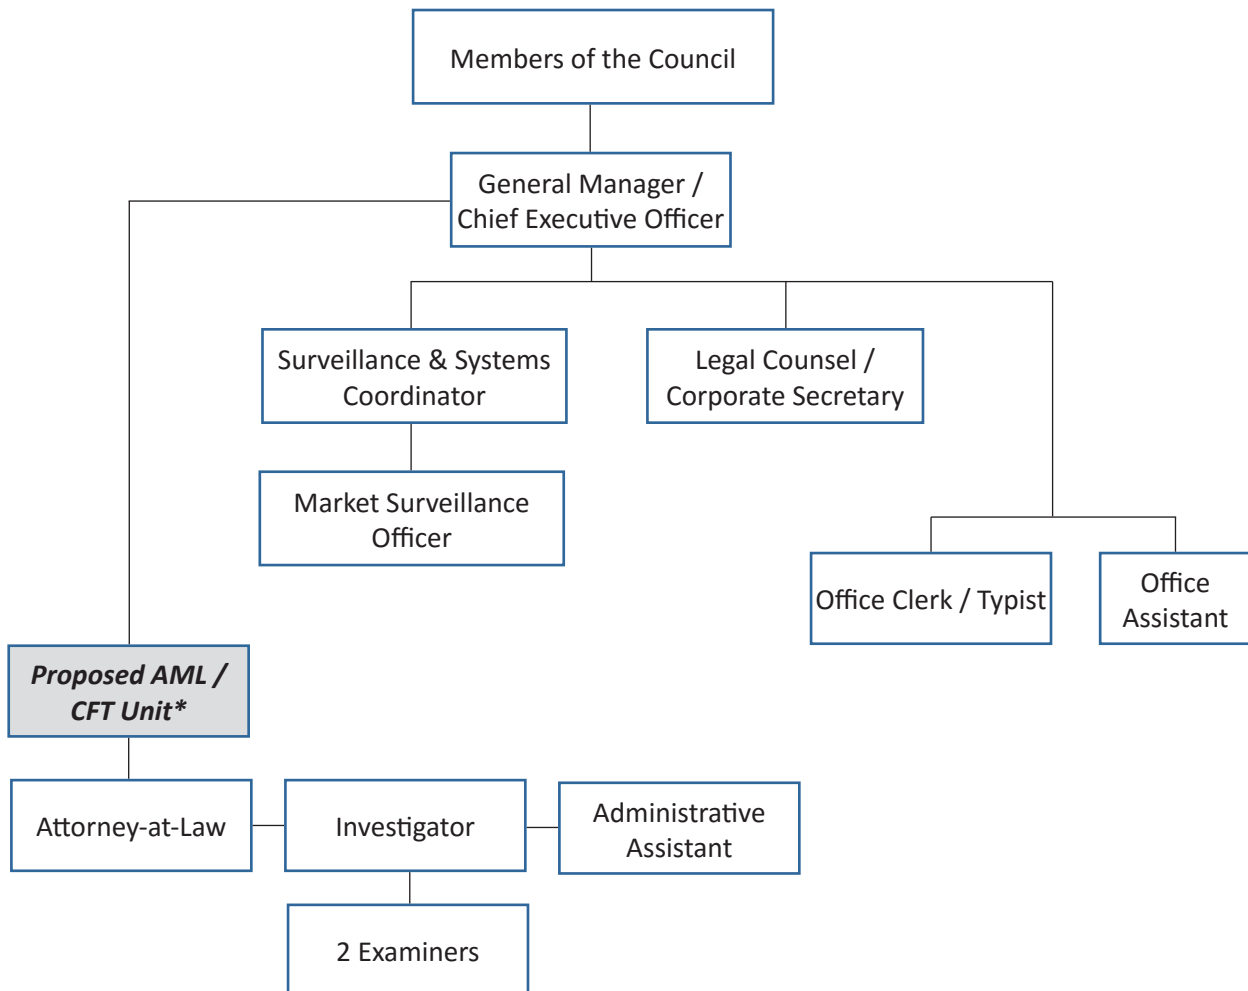 Members of the Council
General Manager /
Chief Executive Officer
Surveillance & Systems
Coordinator
Legal Counsel /
Corporate Secretary
Market Surveillance
Officer
Office Clerk / Typist
Office
Assistant
Proposed AML /
CFT Unit*
Attorney-at-Law
Investigator
Administrative
Assistant
2 Examiners